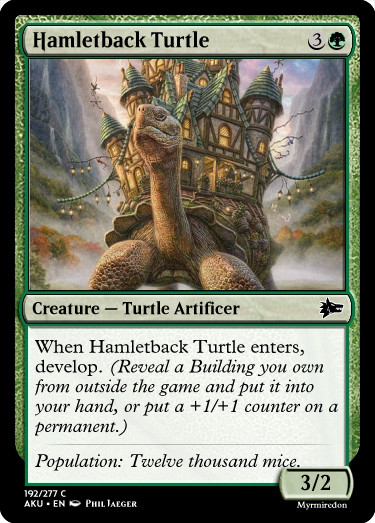 Hamletback Turtle 3
Creature — Turtle Artificer
When Hamletback Turtle enters,
develop. (Reveal a Building you own
from outside the game and put it into
your hand, or put a +1/+1 counter on a
permanent.)
Population: Twelve thousand mice.
3/2
192/277 C
AKU • EN Phil Jaeger
Myrmiredon